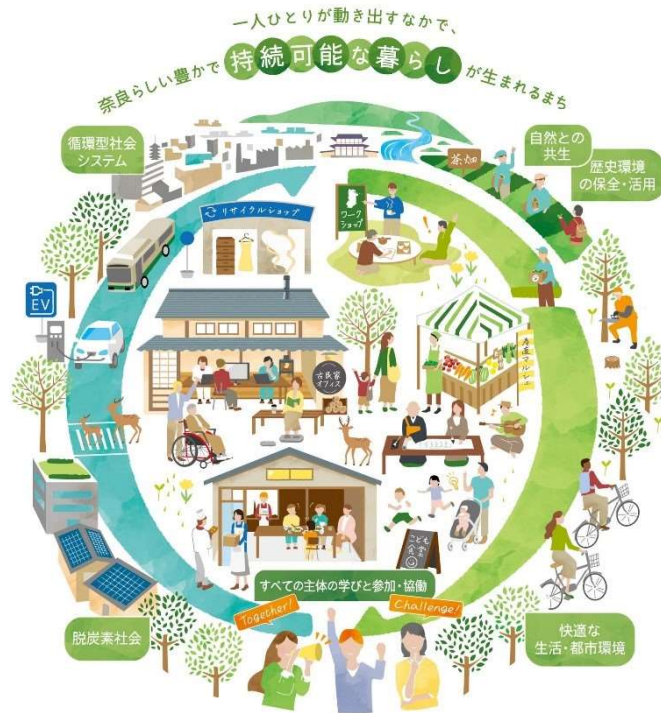 一人ひとりが動き出すなかで、
奈良らしい豊かで 持続可能な暮らし が生まれるまち
循環型社会
システム
自然との
共生
歴史環境
の保全・活用
茶畑
リサイクルショップ
ワーク
ショップ
EV
古民家
オフィス
産直マルシェ
こども
食堂
すべての主体の学びと参加・協働
Together!
Challenge!
脱炭素社会
快適な
生活・都市環境